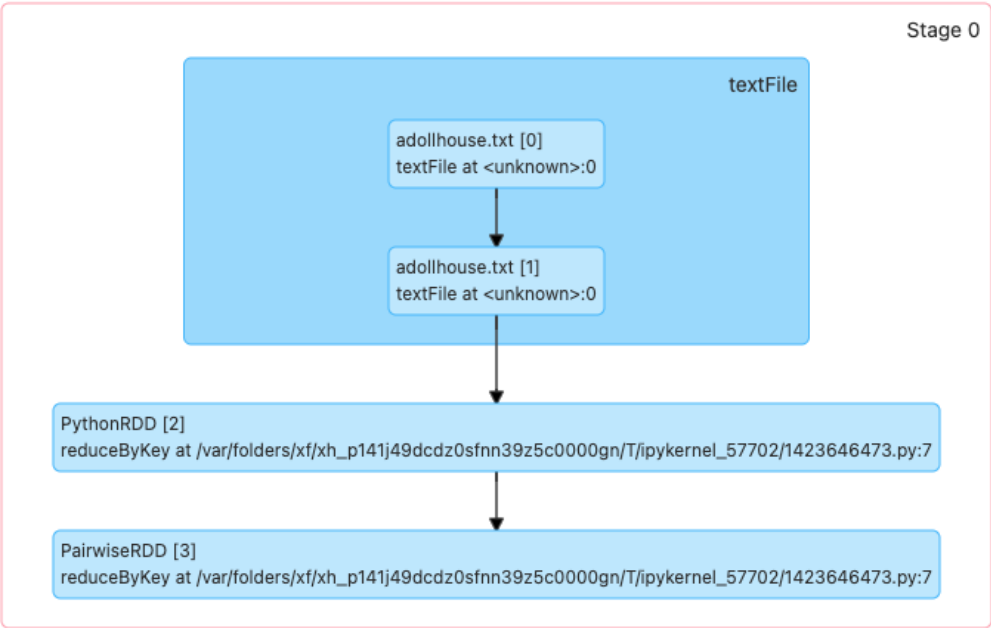 Stage 0
textFile
adollhouse.txt [0]
textFile at <unknown>:0
adollhouse.txt [1]
textFile at <unknown>:0
PythonRDD [2]
reduceByKey at /var/folders/xf/xh_p141j49dcdz0sfnn39z5c0000gn/T/ipykernel_57702/1423646473.py:7
PairwiseRDD [3]
reduceByKey at /var/folders/xf/xh_p141j49dcdz0sfnn39z5c0000gn/T/ipykernel_57702/1423646473.py:7